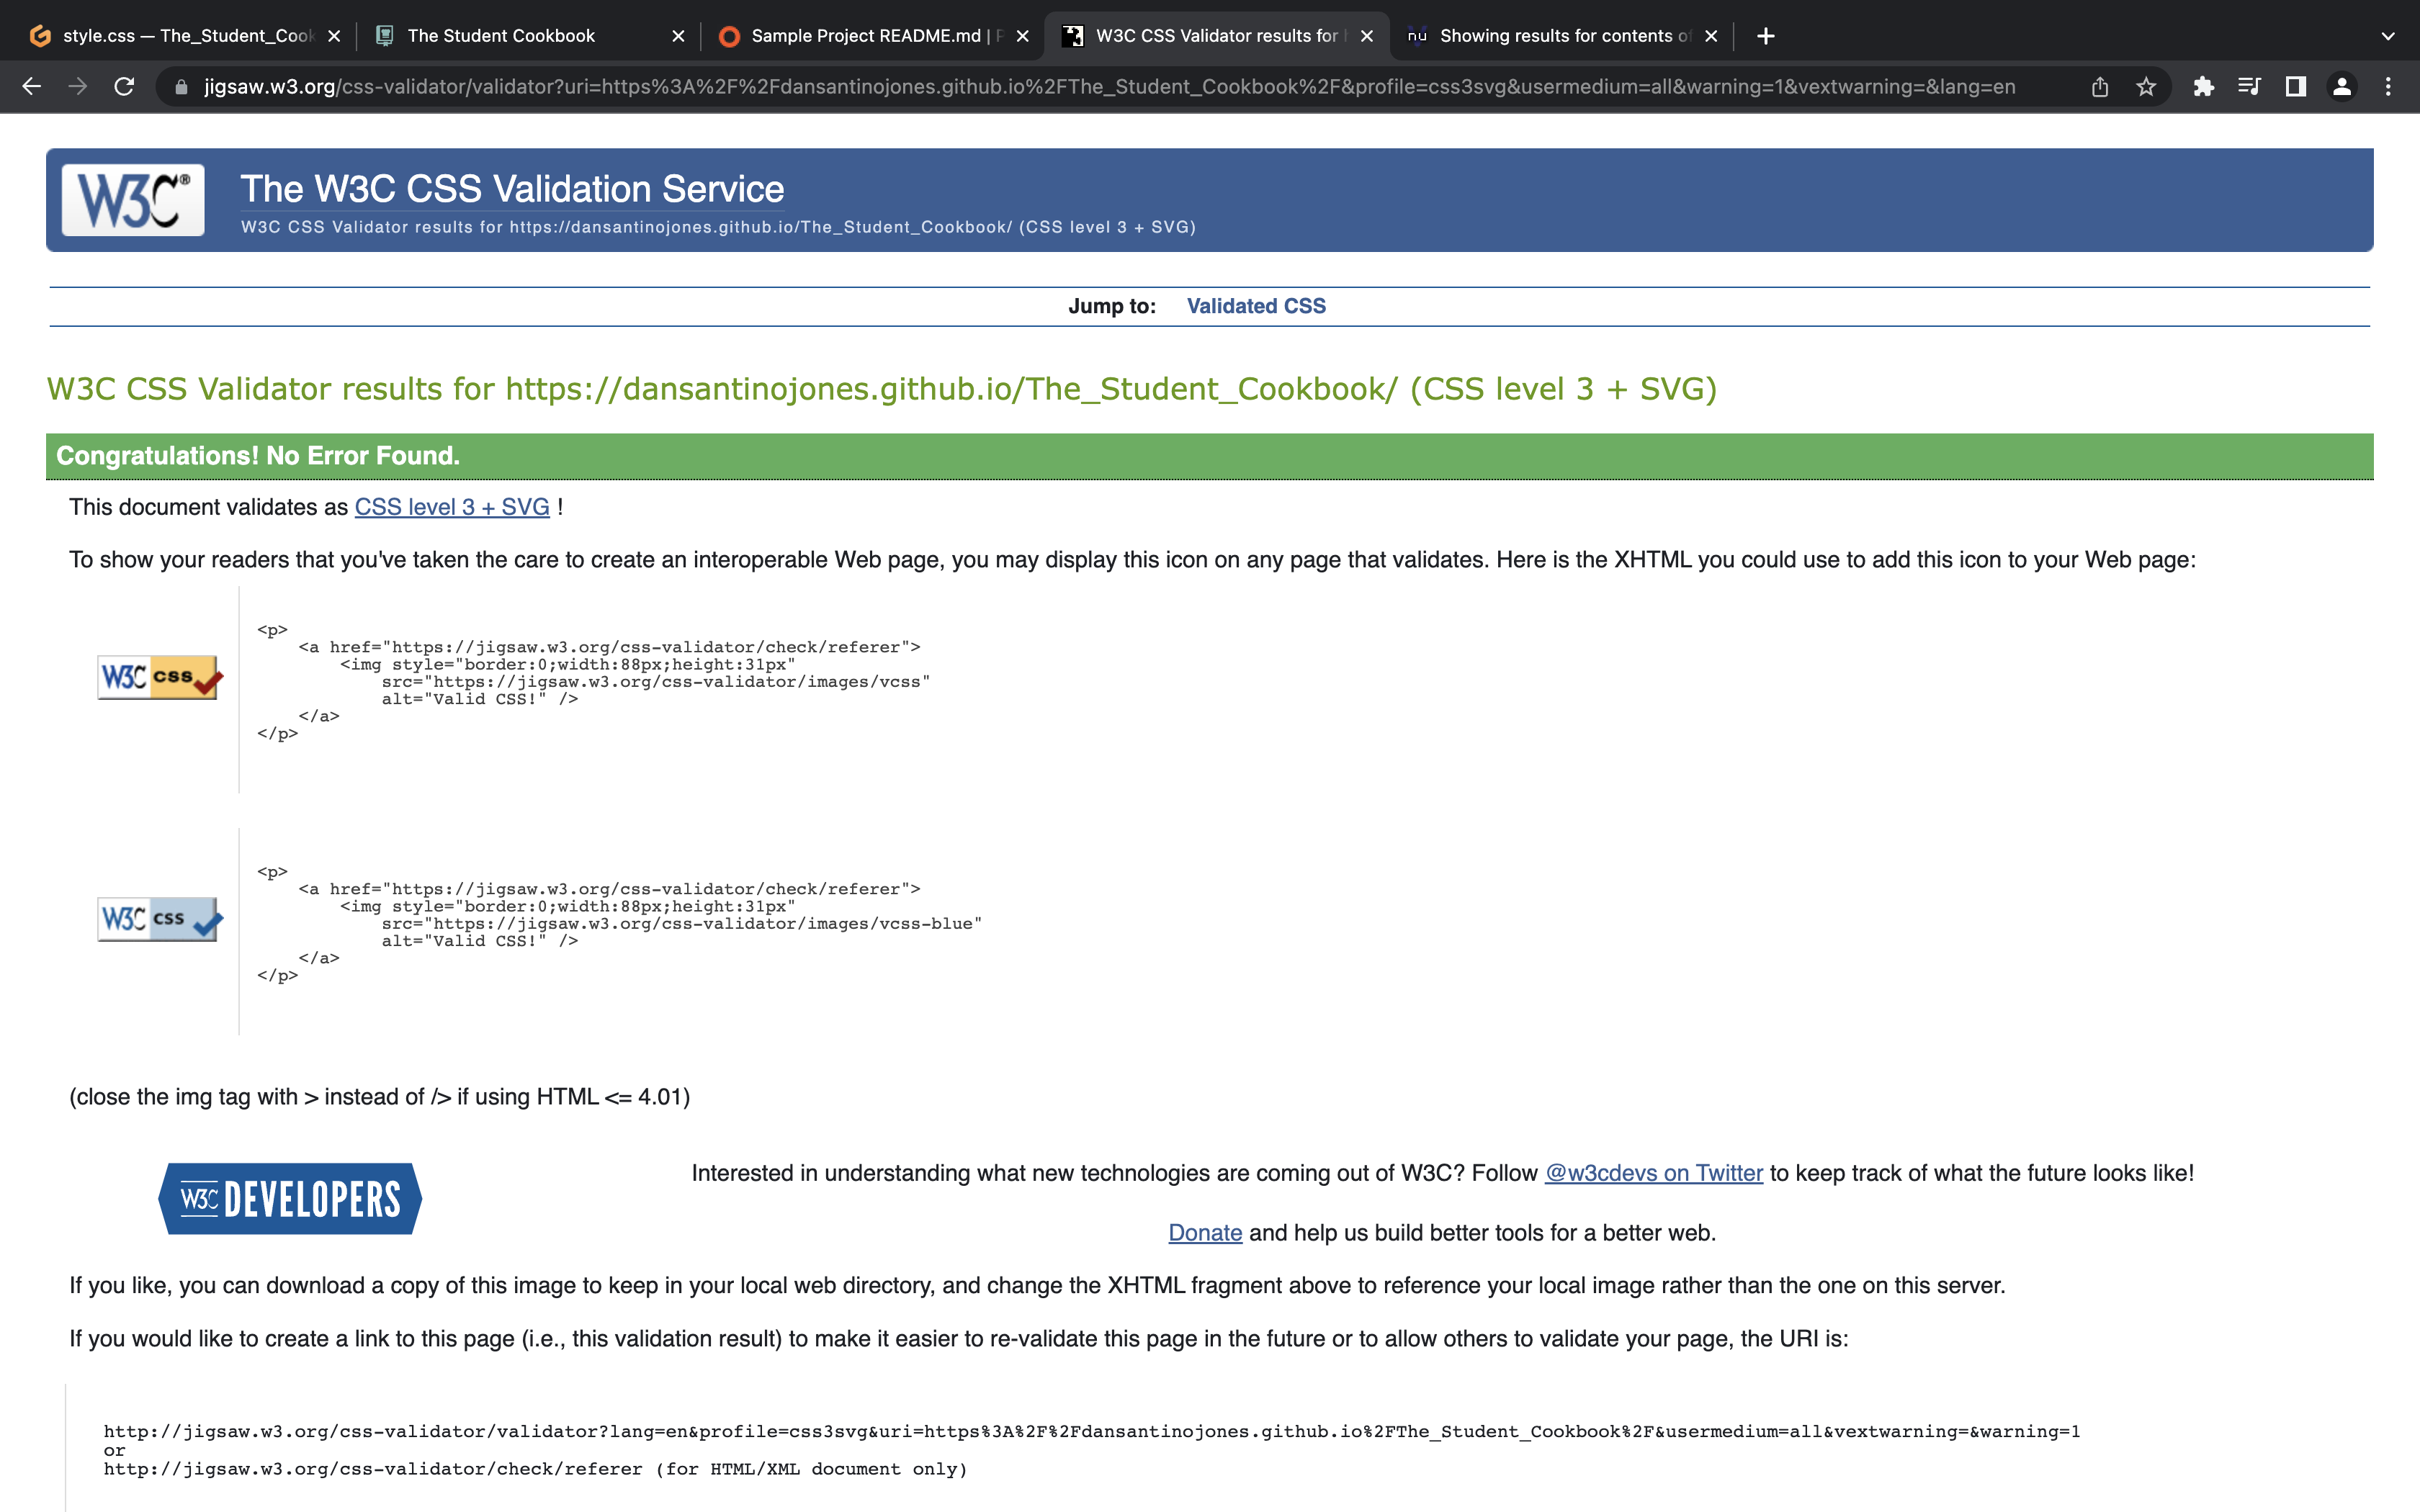 style.css — The_Student_Cook
The Student Cookbook
Sample Project README.md |
W3C CSS Validator results for
nu
Showing results for contents of
jigsaw.w3.org/css-validator/validator?uri=https%3A%2F%2Fdansantinojones.github.io%2FThe_Student_Cookbook%2F&profile=css3svg&usermedium=all&warning=1&vextwarning=&lang=en
W3C®
The W3C CSS Validation Service
W3C CSS Validator results for https://dansantinojones.github.io/The_Student_Cookbook/ (CSS level 3 + SVG)
Jump to: Validated CSS
W3C CSS Validator results for https://dansantinojones.github.io/The_Student_Cookbook/ (CSS level 3 + SVG)
Congratulations! No Error Found.
This document validates as CSS level 3 + SVG !
To show your readers that you've taken the care to create an interoperable Web page, you may display this icon on any page that validates. Here is the XHTML you could use to add this icon to your Web page:
<p>
<a href="https://jigsaw.w3.org/css-validator/check/referer">
<img style="border:0;width:88px;height:31px"
W3C css
src="https://jigsaw.w3.org/css-validator/images/vcss"
alt="Valid CSS!" />
</a>
</p>
<p>
<a href="https://jigsaw.w3.org/css-validator/check/referer">
<img style="border:0;width:88px;height:31px"
W3C css
src="https://jigsaw.w3.org/css-validator/images/vcss-blue"
alt="Valid CSS!" />
</a>
</p>
(close the img tag with > instead of /> if using HTML <= 4.01)
W3C DEVELOPERS
Interested in understanding what new technologies are coming out of W3C? Follow @w3cdevs on Twitter to keep track of what the future looks like!
Donate and help us build better tools for a better web.
If you like, you can download a copy of this image to keep in your local web directory, and change the XHTML fragment above to reference your local image rather than the one on this server.
If you would like to create a link to this page (i.e., this validation result) to make it easier to re-validate this page in the future or to allow others to validate your page, the URI is:
http://jigsaw.w3.org/css-validator/validator?lang=en&profile=css3svg&uri=https%3A%2F%2Fdansantinojones.github.io%2FThe_Student_Cookbook%2F&usermedium=all&vextwarning=&warning=1
or
http://jigsaw.w3.org/css-validator/check/referer (for HTML/XML document only)